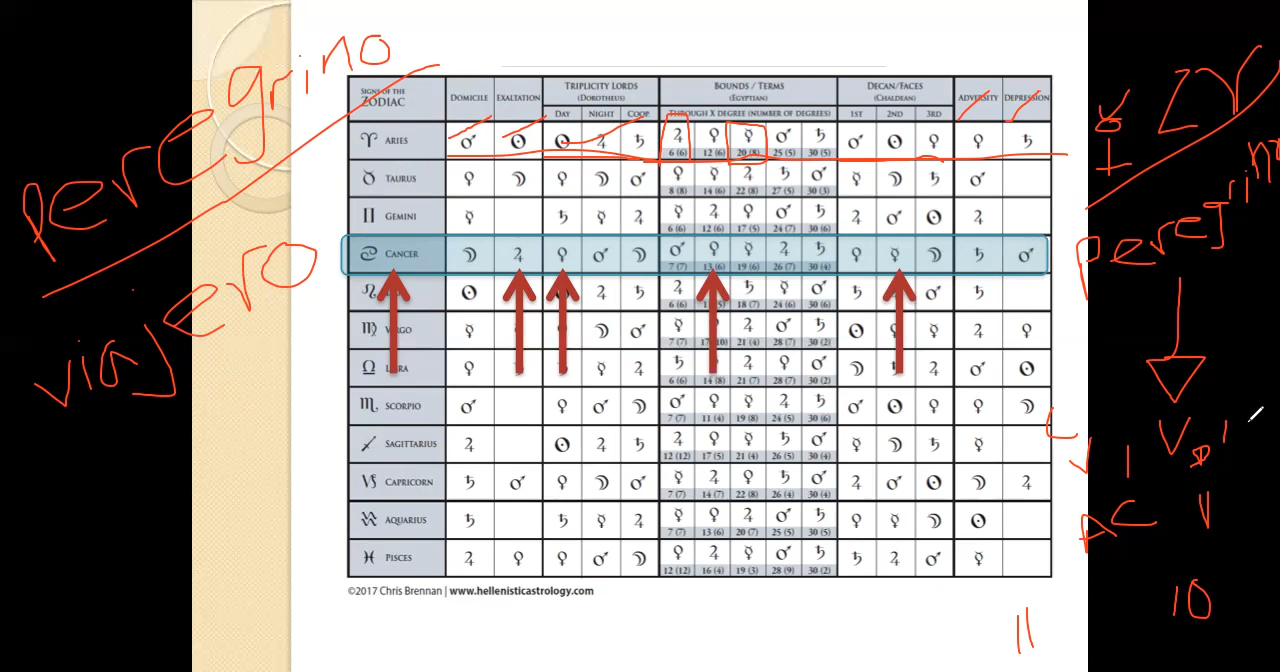 peregrino
viajero
SIGNS OF THE ZODIAC DOMICILE EXALTATION TRIPLICITY LORDS (DOROTHEUS) BOUNDS / TERMS (EGYPTIAN) DECAN/FACES (CHALDEAN) ADVERSITY DEPRESSION
DAY NIGHT COOP. THROUGH X DEGREE (NUMBER OF DEGREES) 1ST 2ND 3RD
♈ ARIES ♂ ☉ ☉ ♃ ♄ ♃ ♀ ☿ ♂ ♄ ♂ ☉ ♀ ♀ ♄
6 (6) 12 (6) 20 (8) 25 (5) 30 (5)
♉ TAURUS ♀ ☽ ♀ ☽ ♂ ♀ ☿ ♃ ♄ ♂ ☿ ☽ ♄ ♂
8 (8) 14 (6) 22 (8) 27 (5) 30 (3)
♊ GEMINI ☿ ♄ ☿ ♃ ☿ ♃ ♀ ♂ ♄ ♃ ♂ ☉ ♃
6 (6) 12 (6) 17 (5) 24 (7) 30 (6)
♋ CANCER ☽ ♃ ♀ ♂ ☽ ♂ ♀ ☿ ♃ ♄ ♀ ☿ ☽ ♄ ♂
7 (7) 13 (6) 19 (6) 26 (7) 30 (4)
♌ ☉ ♃ ♄ ♃ ♄ ☿ ♂ ♄ ♂ ♄
6 (6) 18 (7) 24 (6) 30 (6)
♍ VIRGO ☿ ☽ ♂ ☿ ♃ ♂ ♄ ☉ ☿ ♃ ♀
7 (7) 21 (4) 28 (7) 30 (2)
♎ ♀ ☿ ♃ ♄ ♃ ♀ ♂ ☽ ♃ ♂ ☉
6 (6) 14 (8) 21 (7) 28 (7) 30 (2)
♏ SCORPIO ♂ ♀ ♂ ☽ ♂ ♀ ☿ ♃ ♄ ♂ ☉ ♀ ♀ ☽
7 (7) 11 (4) 19 (8) 24 (5) 30 (6)
♐ SAGITTARIUS ♃ ☉ ♃ ♄ ♃ ♀ ☿ ♄ ♂ ☿ ☽ ♄ ☿
12 (12) 17 (5) 21 (4) 26 (5) 30 (4)
♑ CAPRICORN ♄ ♂ ♀ ☽ ♂ ☿ ♃ ♀ ♄ ♂ ♃ ♂ ☉ ☽ ♃
7 (7) 14 (7) 22 (8) 26 (4) 30 (4)
♒ AQUARIUS ♄ ♄ ☿ ♃ ☿ ♀ ♃ ♂ ♄ ♀ ☿ ☽ ☉
7 (7) 13 (6) 20 (7) 25 (5) 30 (5)
♓ PISCES ♃ ♀ ♀ ♂ ☽ ♀ ♃ ☿ ♂ ♄ ♄ ♃ ♂ ☿
12 (12) 16 (4) 19 (3) 28 (9) 30 (2)
©2017 Chris Brennan | www.hellenisticastrology.com
peregrino
AC
10
11